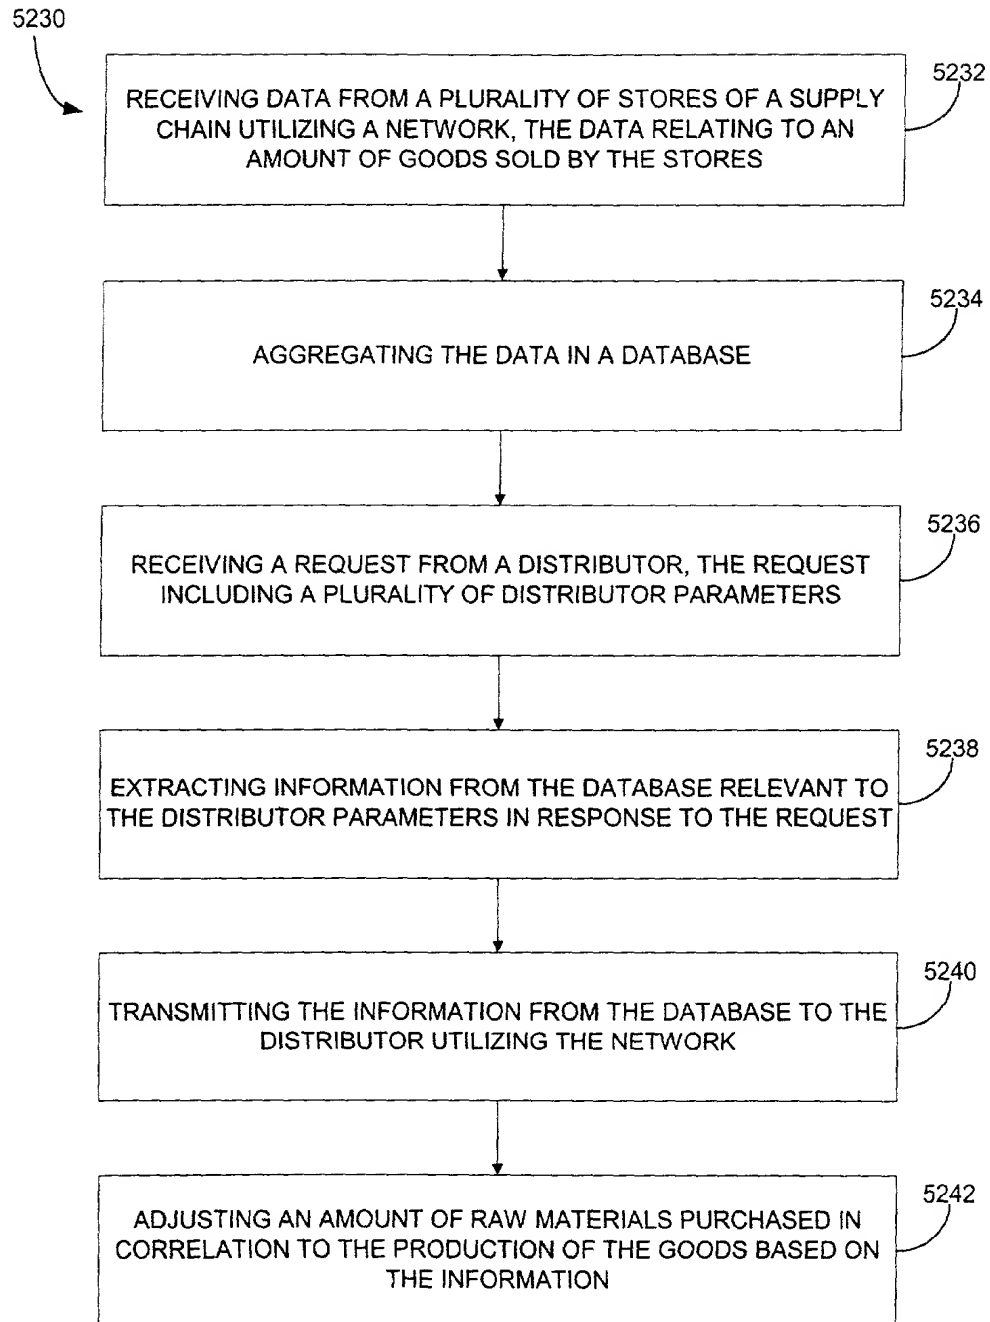 5230
5232
RECEIVING DATA FROM A PLURALITY OF STORES OF A SUPPLY
CHAIN UTILIZING A NETWORK, THE DATA RELATING TO AN
AMOUNT OF GOODS SOLD BY THE STORES
5234
AGGREGATING THE DATA IN A DATABASE
5236
RECEIVING A REQUEST FROM A DISTRIBUTOR, THE REQUEST
INCLUDING A PLURALITY OF DISTRIBUTOR PARAMETERS
5238
EXTRACTING INFORMATION FROM THE DATABASE RELEVANT TO
THE DISTRIBUTOR PARAMETERS IN RESPONSE TO THE REQUEST
5240
TRANSMITTING THE INFORMATION FROM THE DATABASE TO THE
DISTRIBUTOR UTILIZING THE NETWORK
5242
ADJUSTING AN AMOUNT OF RAW MATERIALS PURCHASED IN
CORRELATION TO THE PRODUCTION OF THE GOODS BASED ON
THE INFORMATION